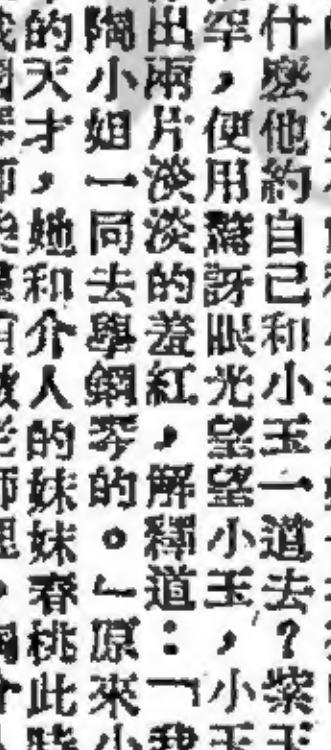 什麼他約自己和小玉一道去？紫玉
罕，便用驚訝眼光望望小玉，小玉
出兩片淡淡的羞紅，解釋道：「我
陶小姐一同去學鋼琴的。」原來小
的天才，她和介人的妹妹春桃此時